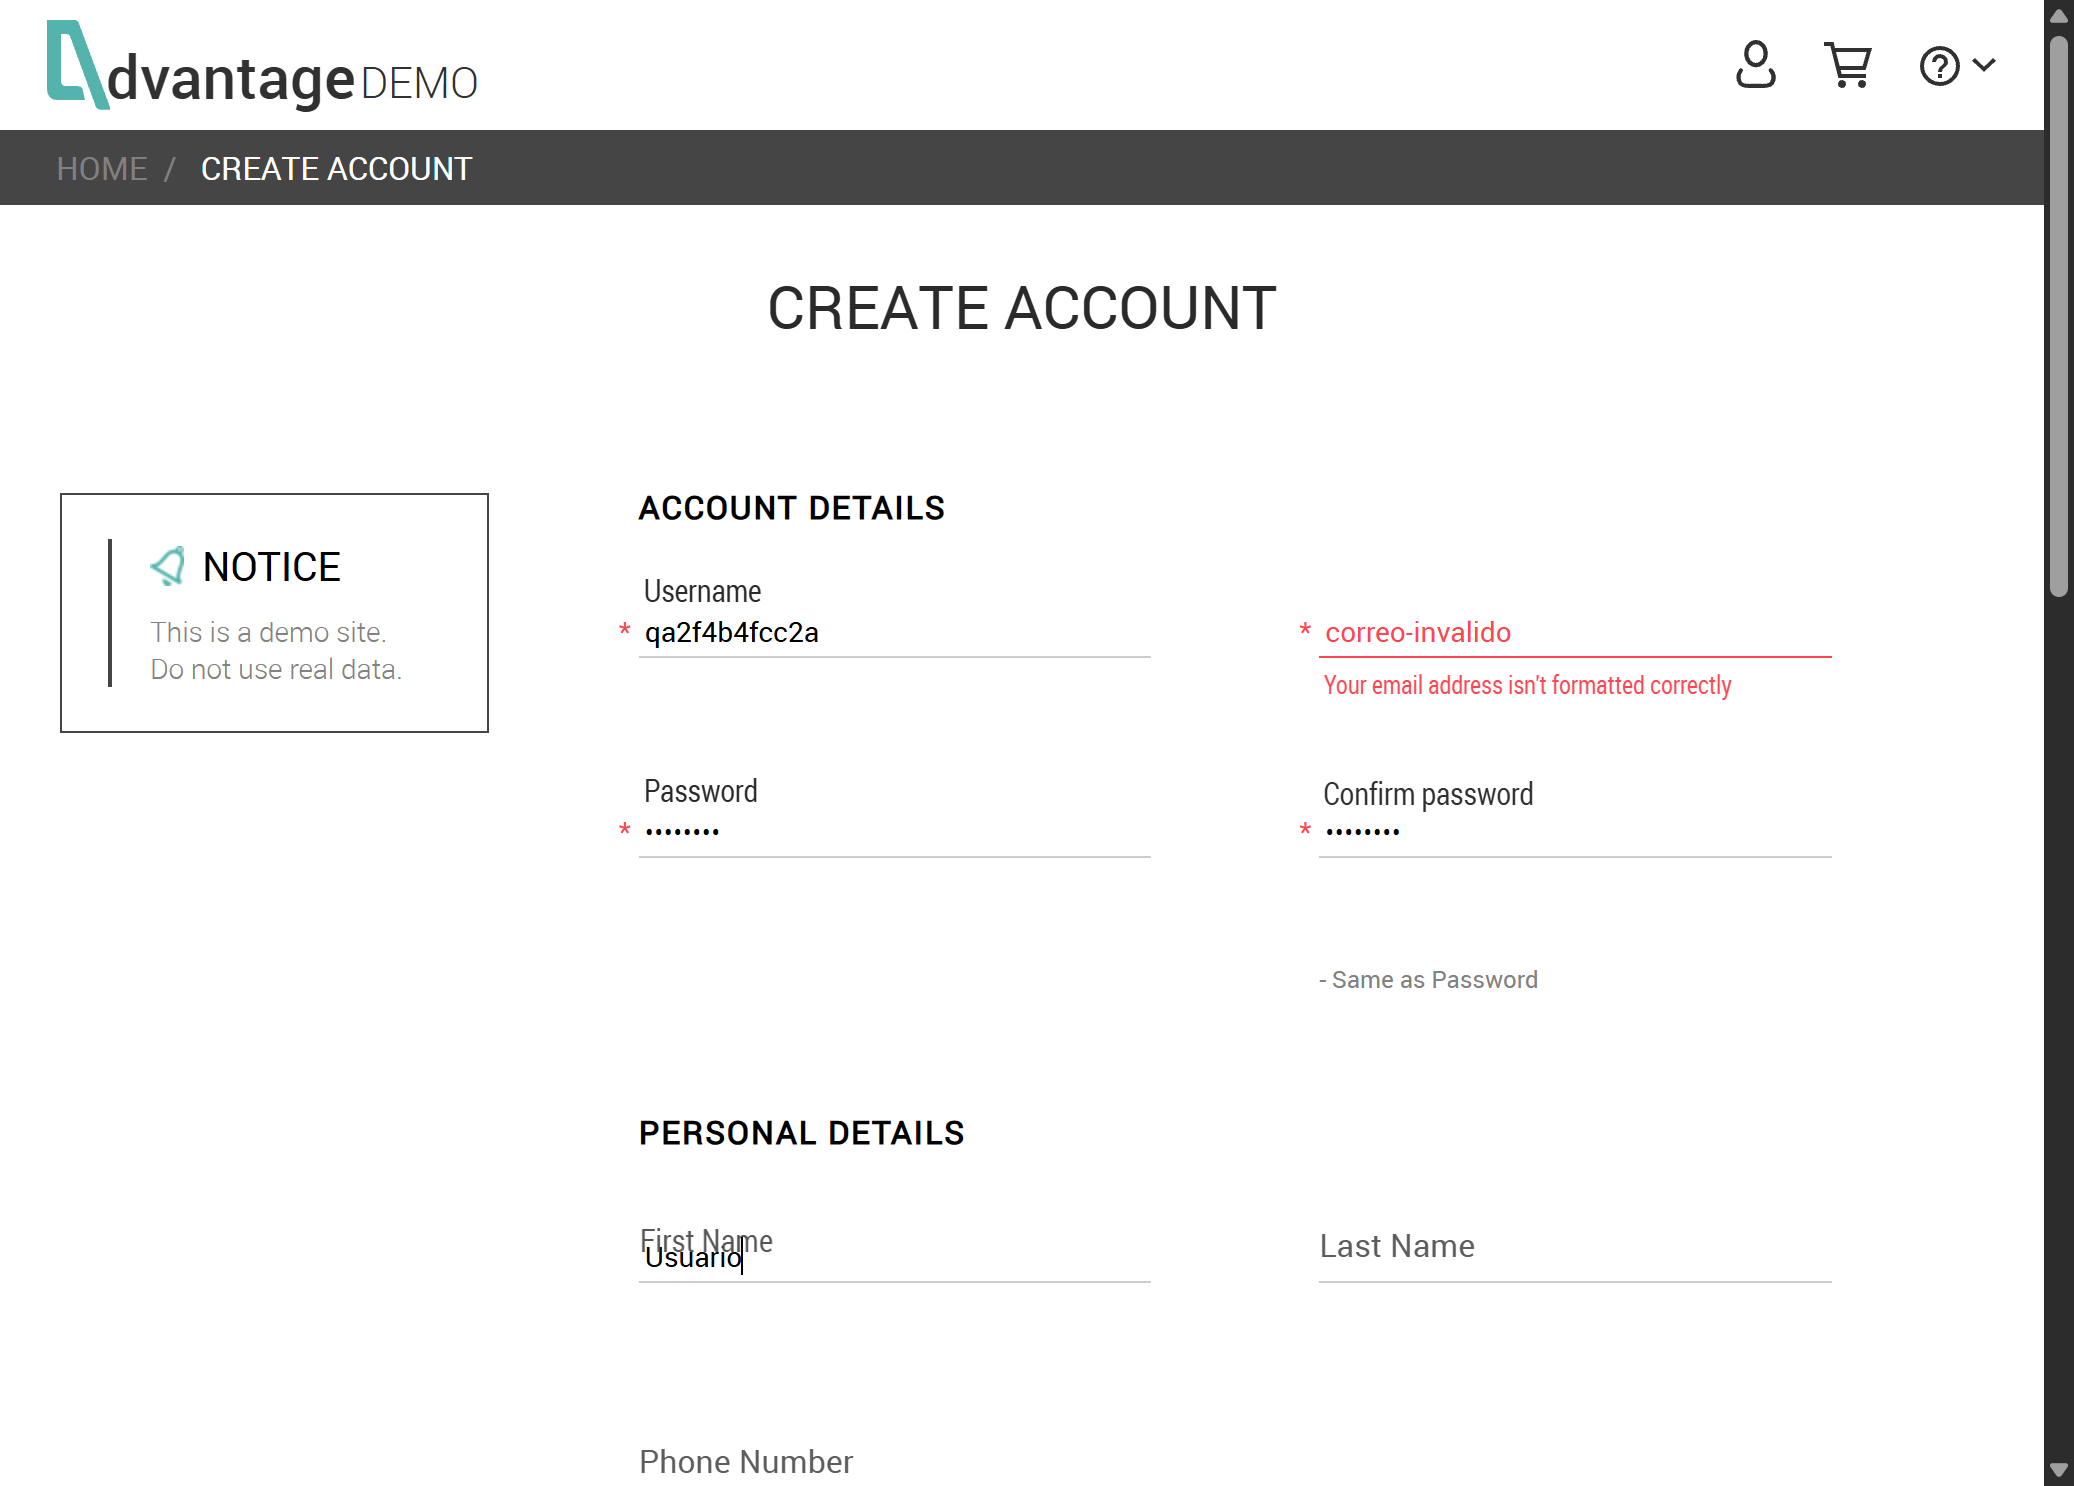 dvantage DEMO
HOME / CREATE ACCOUNT
CREATE ACCOUNT
NOTICE
This is a demo site.
Do not use real data.
ACCOUNT DETAILS
Username
* qa2f4b4fcc2a
* correo-invalido
Your email address isn't formatted correctly
Password
* ••••••••
Confirm password
* ••••••••
- Same as Password
PERSONAL DETAILS
First Name
Usuario
Last Name
Phone Number